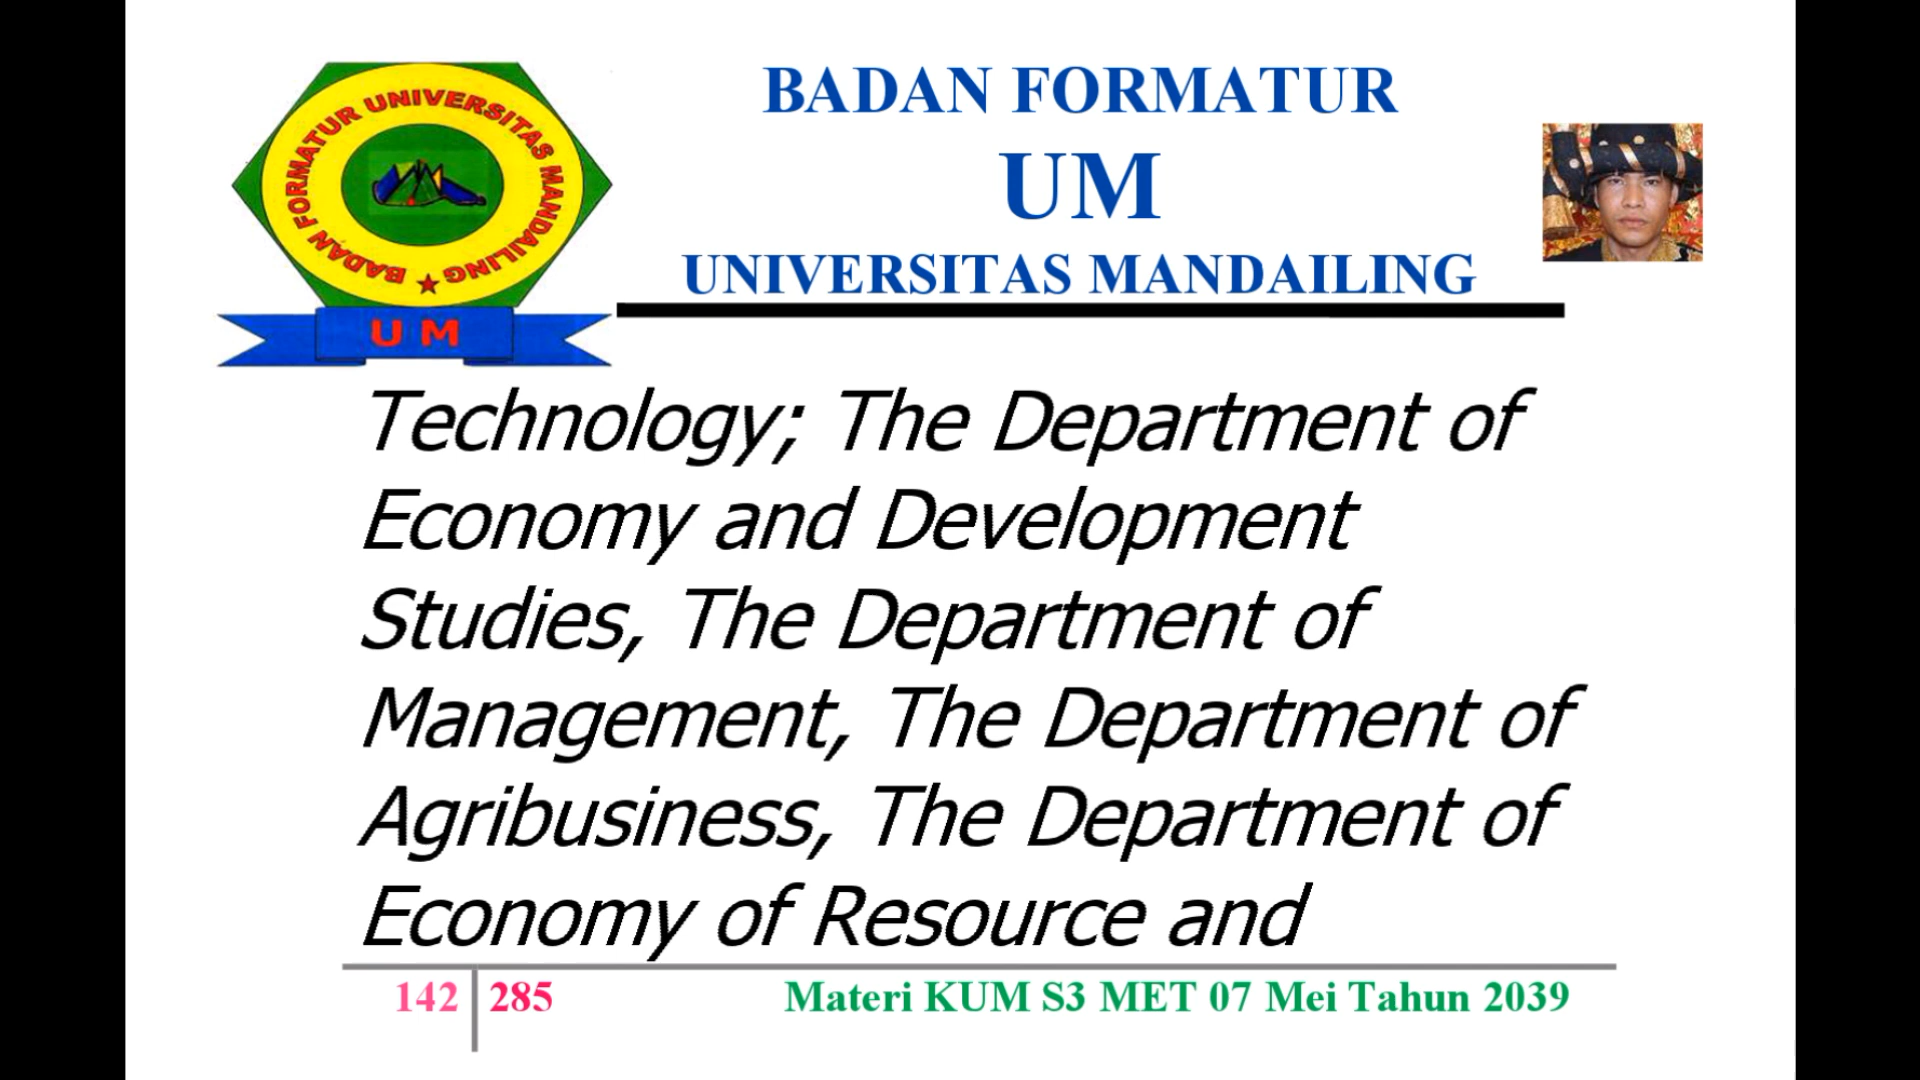 BADAN FORMATUR UNIVERSITAS MANDAILING
U M
BADAN FORMATUR
UM
UNIVERSITAS MANDAILING
Technology; The Department of
Economy and Development
Studies, The Department of
Management, The Department of
Agribusiness, The Department of
Economy of Resource and
142 285
Materi KUM S3 MET 07 Mei Tahun 2039